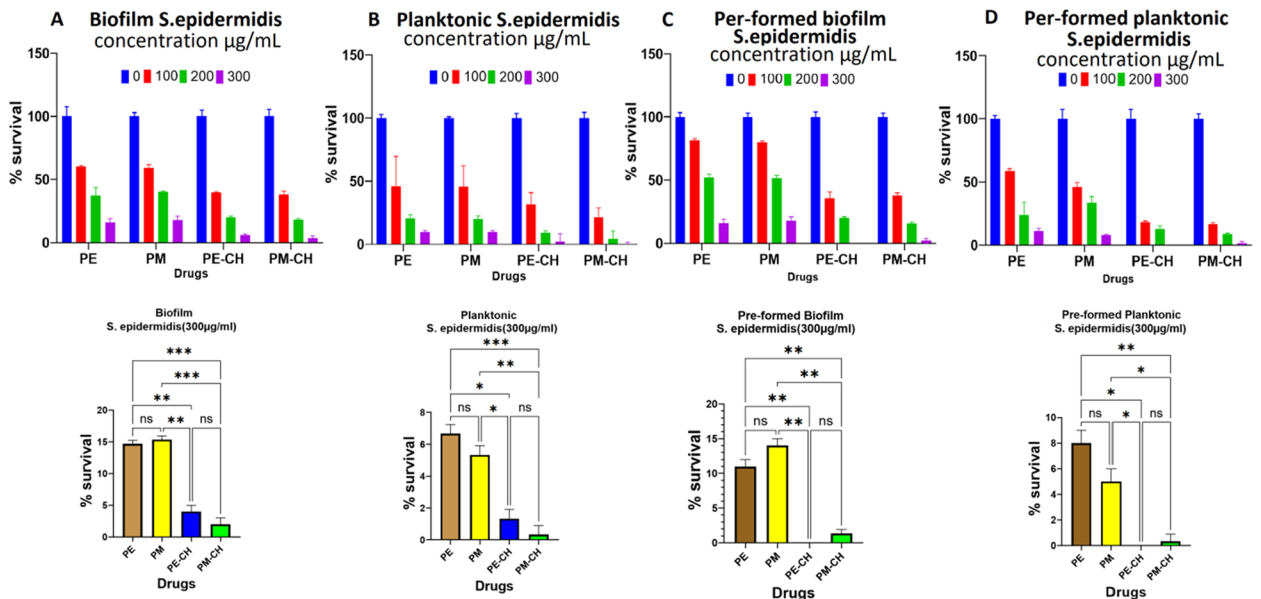 A
Biofilm S.epidermidis
concentration µg/mL
0 100 200 300
150
100
50
0
% survival
PE PM PE-CH PM-CH
Drugs
B
Planktonic S.epidermidis
concentration µg/mL
0 100 200 300
150
100
50
0
% survival
PE PM PE-CH PM-CH
Drugs
C
Per-formed biofilm
S.epidermidis
concentration µg/mL
0 100 200 300
150
100
50
0
% survival
PE PM PE-CH PM-CH
Drugs
D
Per-formed planktonic
S.epidermidis
concentration µg/mL
0 100 200 300
150
100
50
0
% survival
PE PM PE-CH PM-CH
Drugs
Biofilm
S. epidermidis(300µg/ml)
***
***
**
ns ** ns
20
15
10
5
0
% survival
PE PM PE-CH PM-CH
Drugs
Planktonic
S. epidermidis(300µg/ml)
***
**
*
ns * ns
8
6
4
2
0
% survival
PE PM PE-CH PM-CH
Drugs
Pre-formed Biofilm
S. epidermidis(300µg/ml)
**
**
**
ns ** ns
20
15
10
5
0
% survival
PE PM PE-CH PM-CH
Drugs
Pre-formed Planktonic
S. epidermidis(300µg/ml)
**
*
*
ns * ns
10
8
6
4
2
0
% survival
PE PM PE-CH PM-CH
Drugs